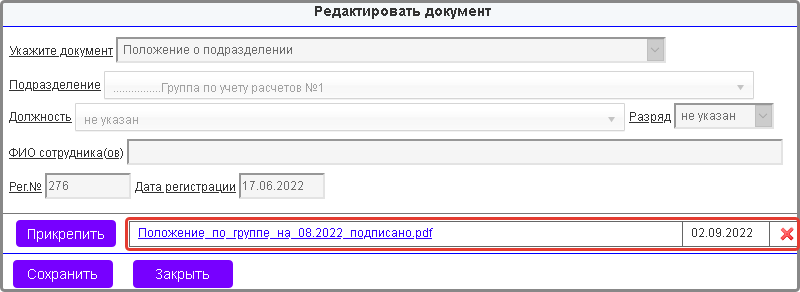 Редактировать документ
Укажите документ Положение о подразделении
Подразделение ................Группа по учету расчетов №1
Должность не указан Разряд не указан
ФИО сотрудника(ов)
Рег.№ 276 Дата регистрации 17.06.2022
Прикрепить Положение_по_группе_на_08.2022_подписано.pdf 02.09.2022
Сохранить Закрыть